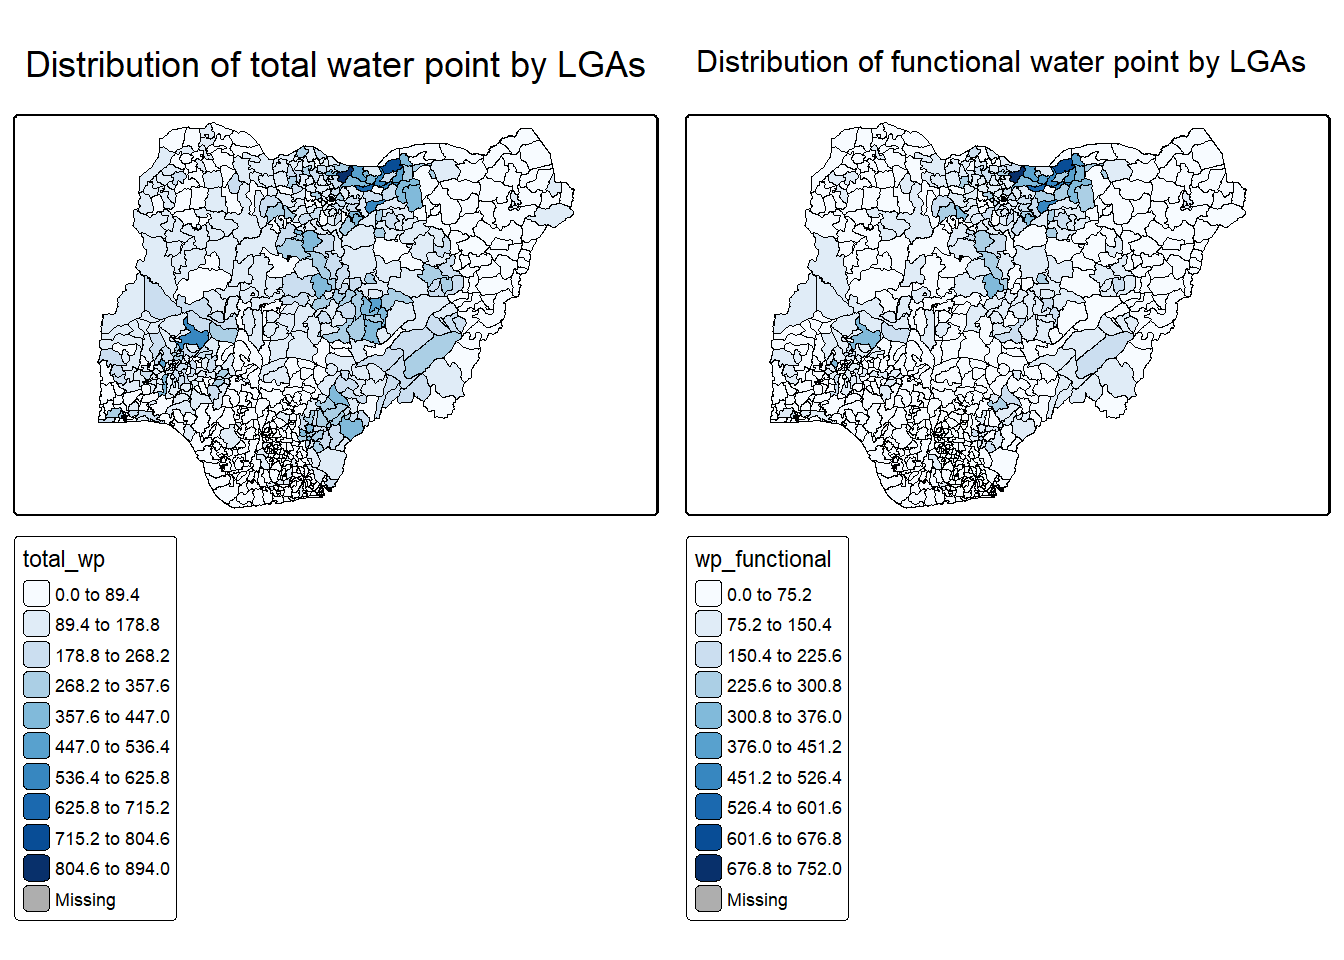 Distribution of total water point by LGAs
Distribution of functional water point by LGAs
total_wp
0.0 to 89.4
89.4 to 178.8
178.8 to 268.2
268.2 to 357.6
357.6 to 447.0
447.0 to 536.4
536.4 to 625.8
625.8 to 715.2
715.2 to 804.6
804.6 to 894.0
Missing
wp_functional
0.0 to 75.2
75.2 to 150.4
150.4 to 225.6
225.6 to 300.8
300.8 to 376.0
376.0 to 451.2
451.2 to 526.4
526.4 to 601.6
601.6 to 676.8
676.8 to 752.0
Missing